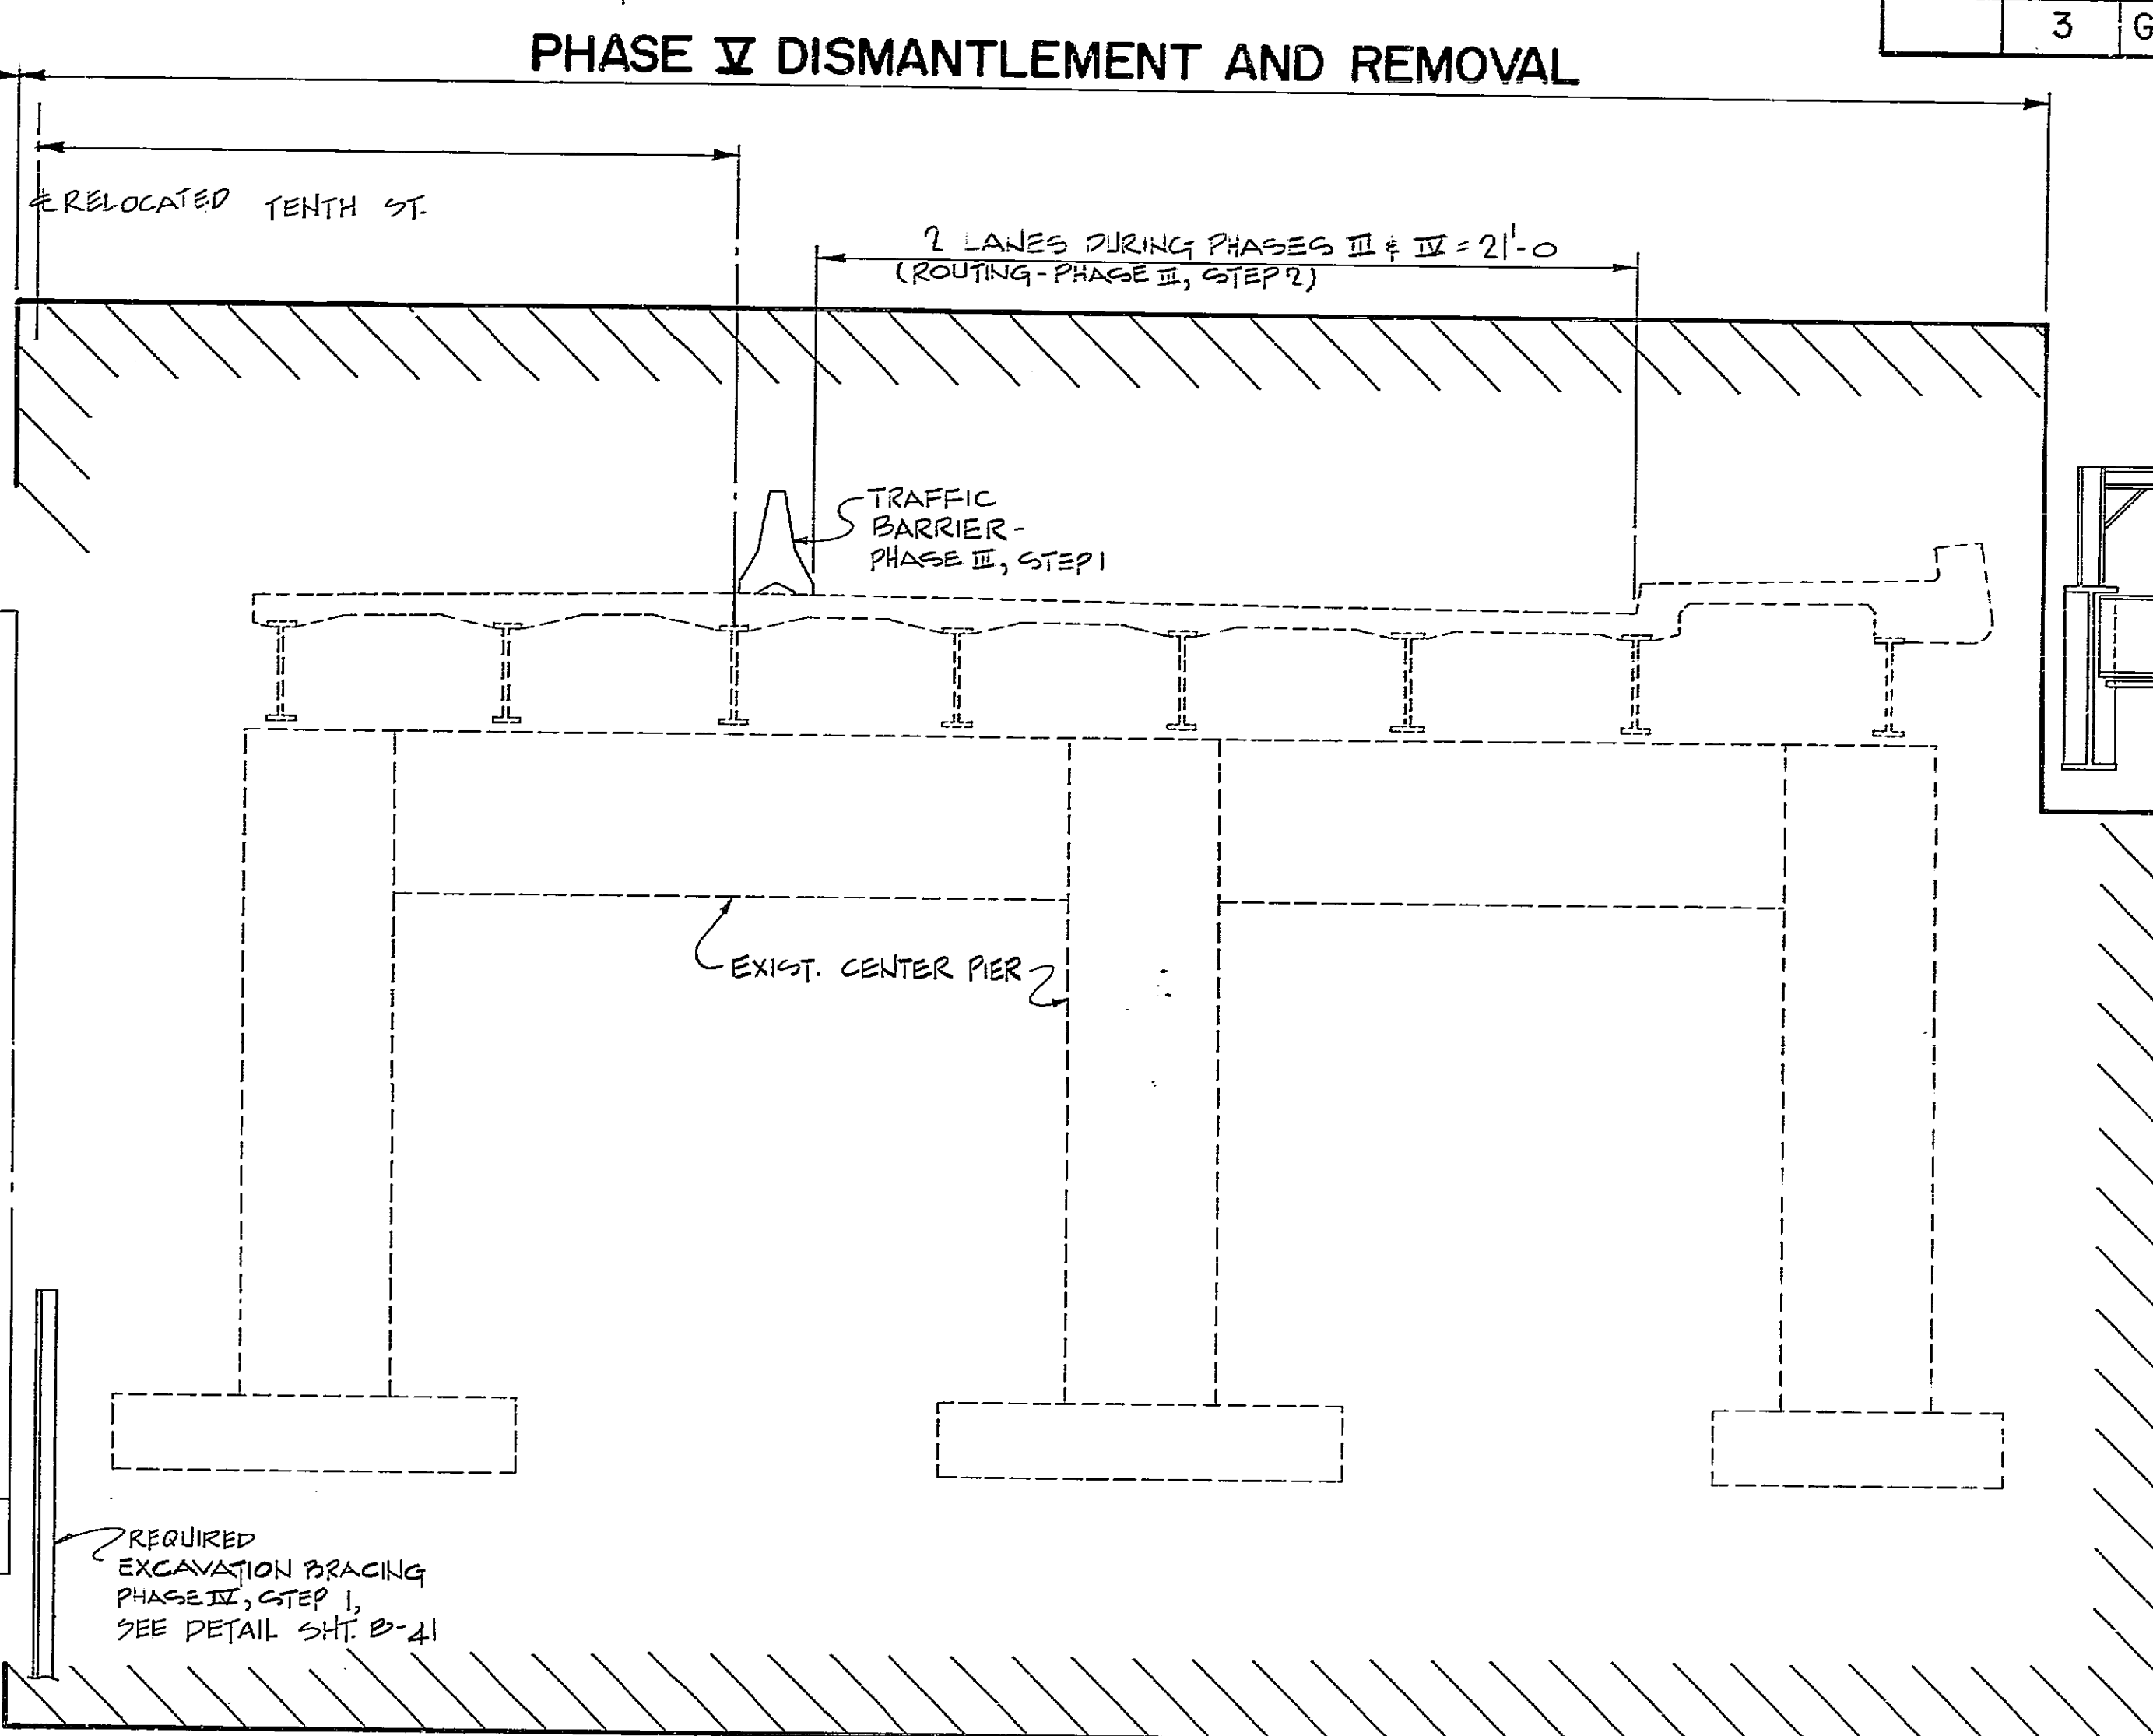 3 G
PHASE V DISMANTLEMENT AND REMOVAL
℄ RELOCATED TENTH ST.
2 LANES DURING PHASES III & IV = 21'-0
(ROUTING-PHASE III, STEP 2)
TRAFFIC
BARRIER-
PHASE III, STEP 1
EXIST. CENTER PIER
REQUIRED
EXCAVATION BRACING
PHASE IV, STEP 1,
SEE DETAIL SHT. B-41